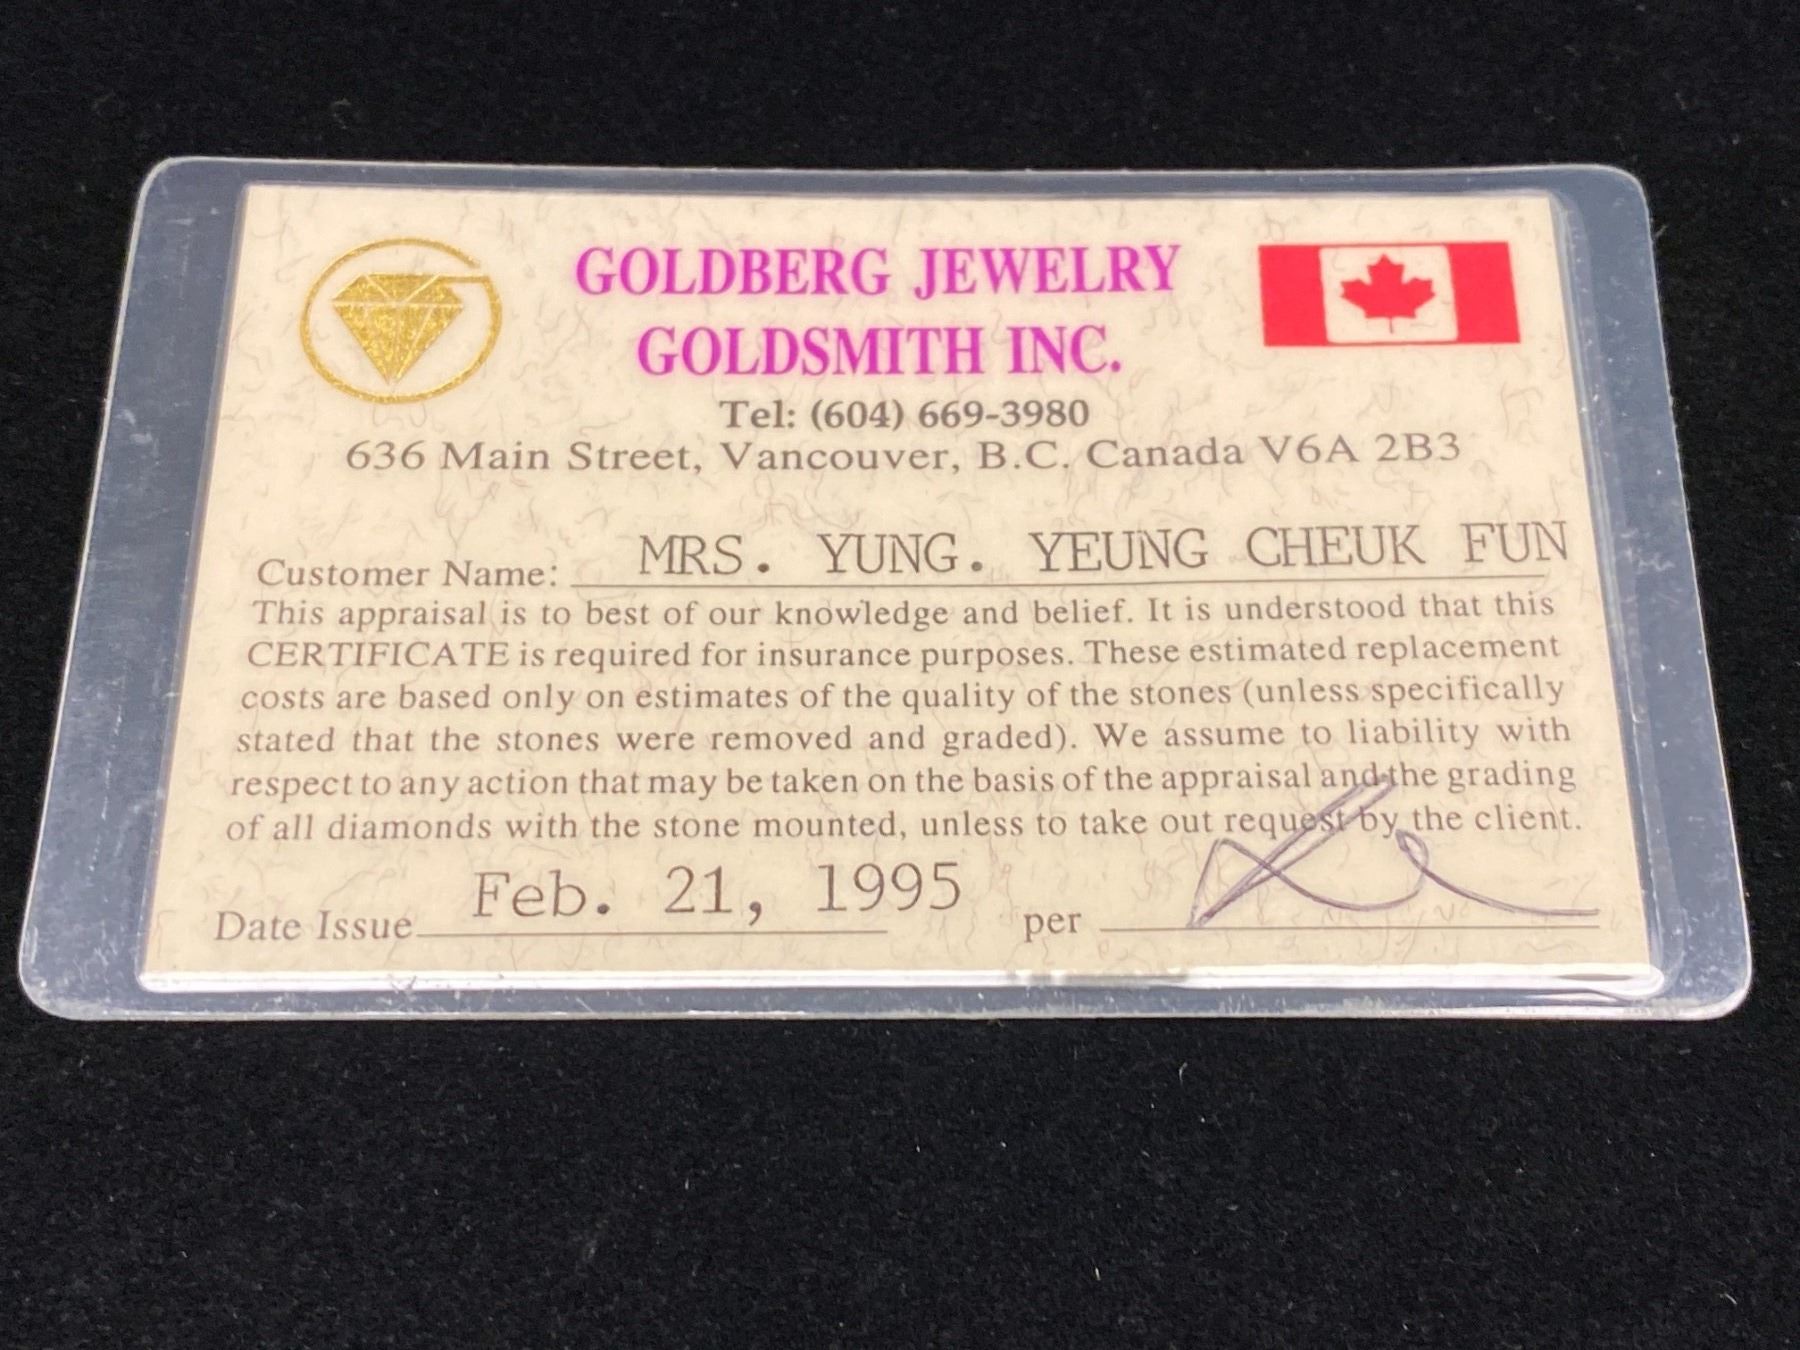 GOLDBERG JEWELRY
GOLDSMITH INC.
Tel: (604) 669-3980
636 Main Street, Vancouver, B.C. Canada V6A 2B3
Customer Name: MRS. YUNG. YEUNG CHEUK FUN
This appraisal is to best of our knowledge and belief. It is understood that this
CERTIFICATE is required for insurance purposes. These estimated replacement
costs are based only on estimates of the quality of the stones (unless specifically
stated that the stones were removed and graded). We assume to liability with
respect to any action that may be taken on the basis of the appraisal and the grading
of all diamonds with the stone mounted, unless to take out request by the client.
Date Issue Feb. 21, 1995 per